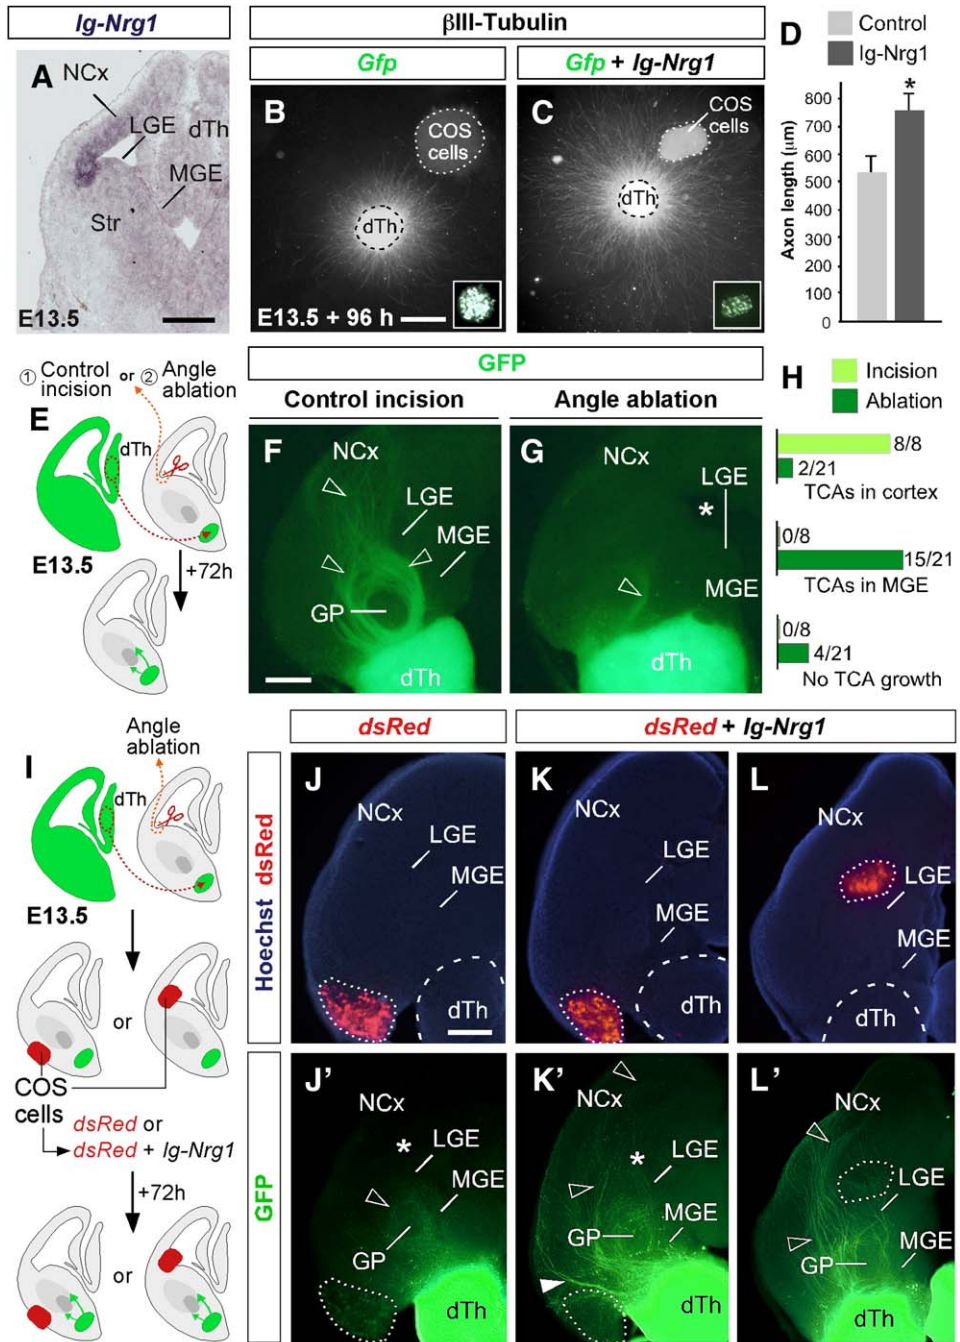 Ig-Nrg1
A
NCx
LGE
dTh
MGE
Str
E13.5
βIII-Tubulin
Gfp
Gfp + Ig-Nrg1
B
COS
cells
dTh
E13.5 + 96 h
C
COS
cells
dTh
D
Control
Ig-Nrg1
*
Axon length (μm)
800
700
600
500
400
300
200
100
0
① Control incision or ② Angle ablation
E
dTh
E13.5
+72h
GFP
Control incision
Angle ablation
F
NCx
LGE
MGE
GP
dTh
G
NCx
LGE
*
MGE
dTh
H
Incision
Ablation
8/8
2/21
TCAs in cortex
0/8
15/21
TCAs in MGE
0/8
4/21
No TCA growth
I
Angle
ablation
dTh
E13.5
or
COS
cells
dsRed or
dsRed + Ig-Nrg1
+72h
or
dsRed
dsRed + Ig-Nrg1
Hoechst dsRed
J
NCx
LGE
MGE
dTh
K
NCx
LGE
MGE
dTh
L
NCx
LGE
MGE
dTh
GFP
J'
NCx
*
LGE
MGE
GP
dTh
K'
NCx
*
LGE
GP
MGE
dTh
L'
NCx
LGE
GP
MGE
dTh